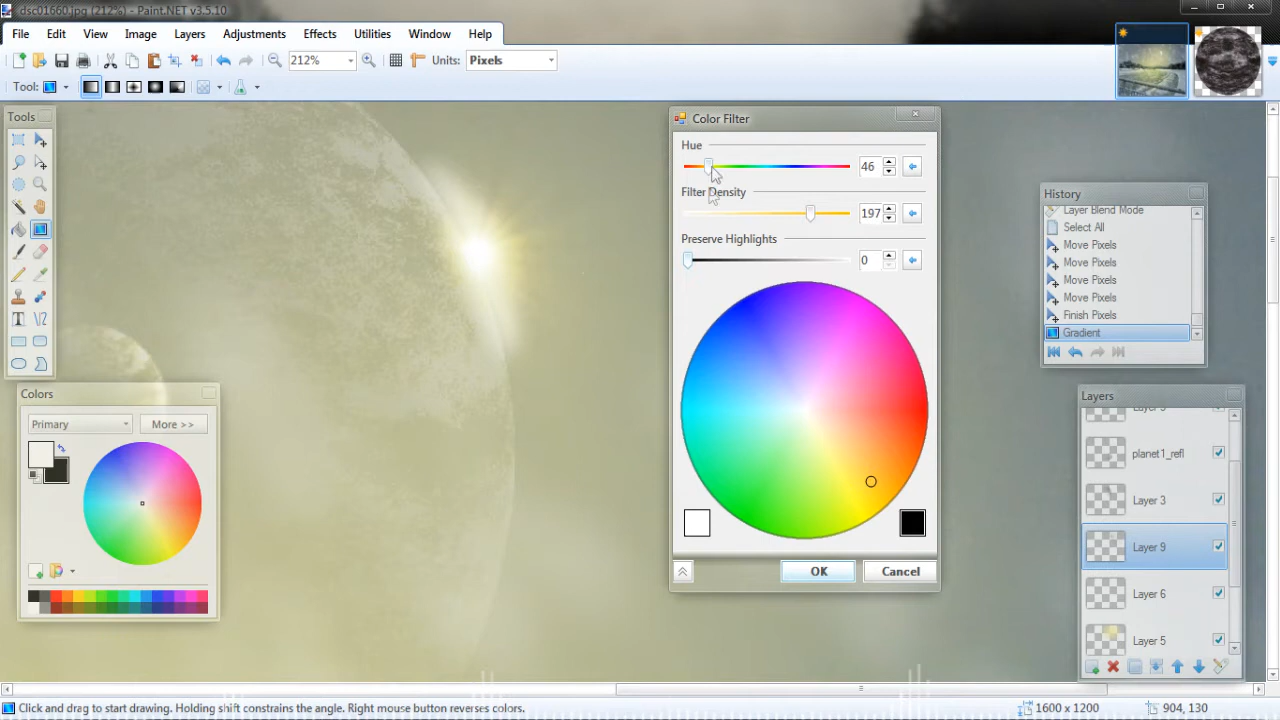 dsc01660.jpg (212%) - Paint.NET v3.5.10
File Edit View Image Layers Adjustments Effects Utilities Window Help
212% Units: Pixels
Tool:
Tools
Color Filter
Hue
46
Filter Density
197
Preserve Highlights
0
OK Cancel
History
Layer Blend Mode
Select All
Move Pixels
Move Pixels
Move Pixels
Move Pixels
Finish Pixels
Gradient
Colors
Primary More >>
Layers
planet1_refl
Layer 3
Layer 9
Layer 6
Layer 5
Click and drag to start drawing. Holding shift constrains the angle. Right mouse button reverses colors.
1600 x 1200 904, 130